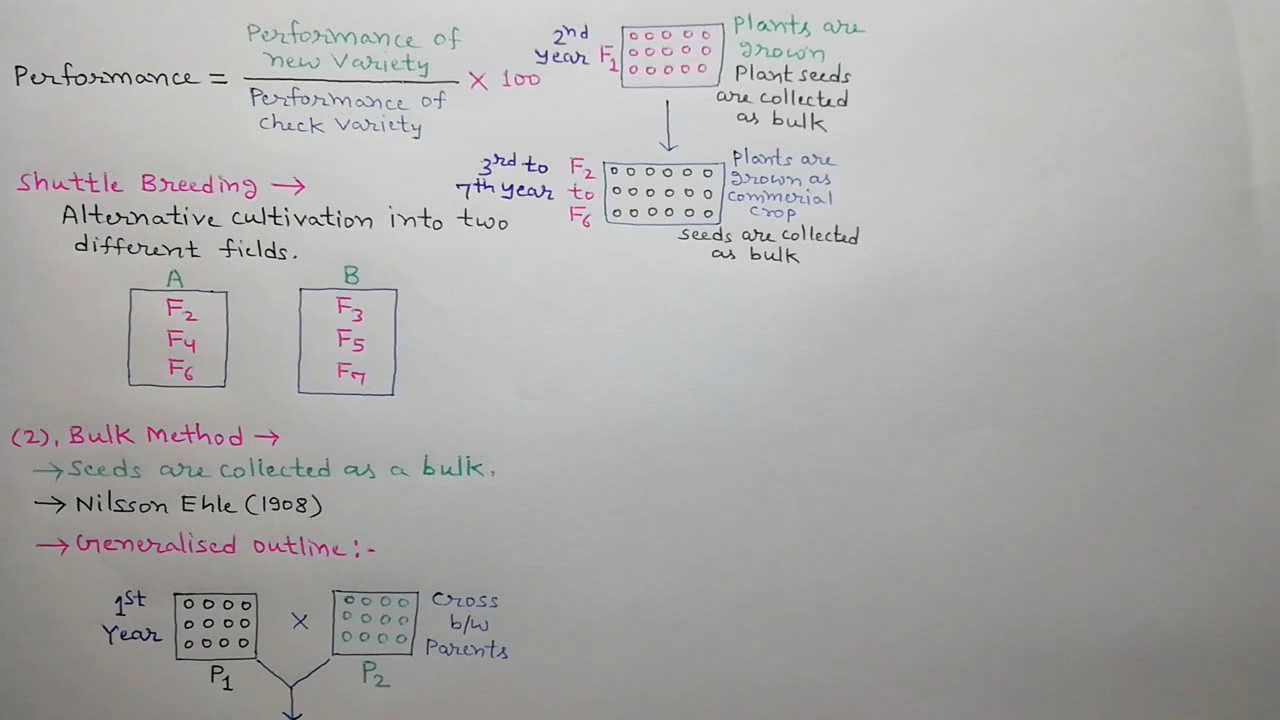 Performance = Performance of
new variety
Performance of
check variety
× 100
Shuttle Breeding →
Alternative cultivation into two
different fields.
A
F2
F4
F6
B
F3
F5
F7
(2). Bulk Method →
→ Seeds are collected as a bulk.
→ Nilsson Ehle (1908)
→ Generalised outline:-
1st
Year
P1
×
P2
Cross
b/w
Parents
2nd
year F1
Plants are
grown
Plant seeds
are collected
as bulk
3rd to
7th year
F2
to
F6
Plants are
grown as
commerial
crop
seeds are collected
as bulk